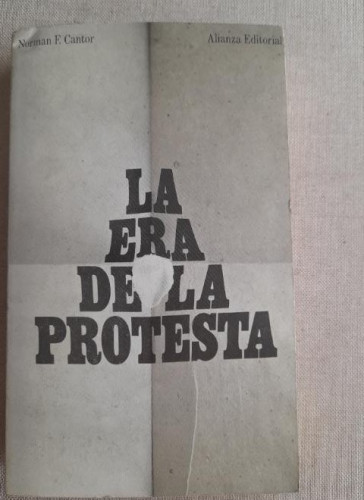 Norman F. Cantor
Alianza Editorial
LA
ERA
DE LA
PROTESTA